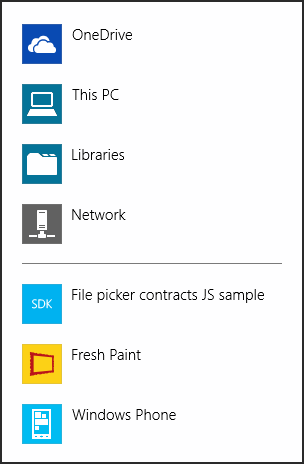 OneDrive
This PC
Libraries
Network
SDK
File picker contracts JS sample
Fresh Paint
Windows Phone